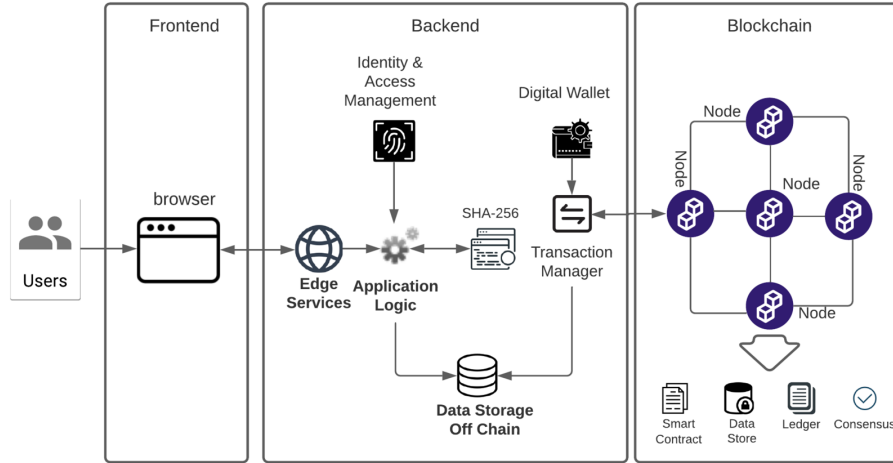 Frontend
Backend
Blockchain
Identity &
Access
Management
Digital Wallet
Node
Node
Node
Node
Node
browser
SHA-256
Users
Edge
Services
Application
Logic
Transaction
Manager
Data Storage
Off Chain
Smart
Contract
Data
Store
Ledger
Consensus